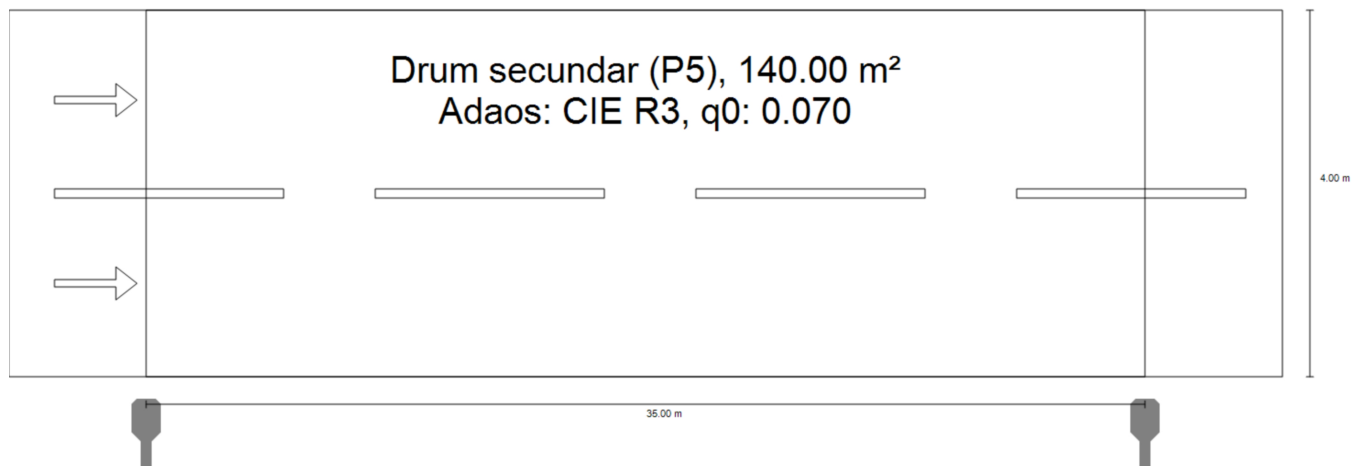 Drum secundar (P5), 140.00 m²
Adaos: CIE R3, q0: 0.070
4.00 m
35.00 m